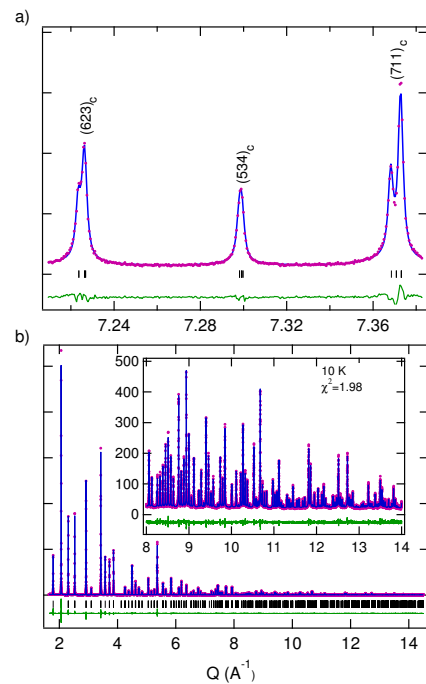 a)
(623)c
(534)c
(711)c
7.24 7.28 7.32 7.36
b)
10 K
χ²=1.98
500
400
300
200
100
0
8 9 10 11 12 13 14
2 4 6 8 10 12 14
Q (A⁻¹)